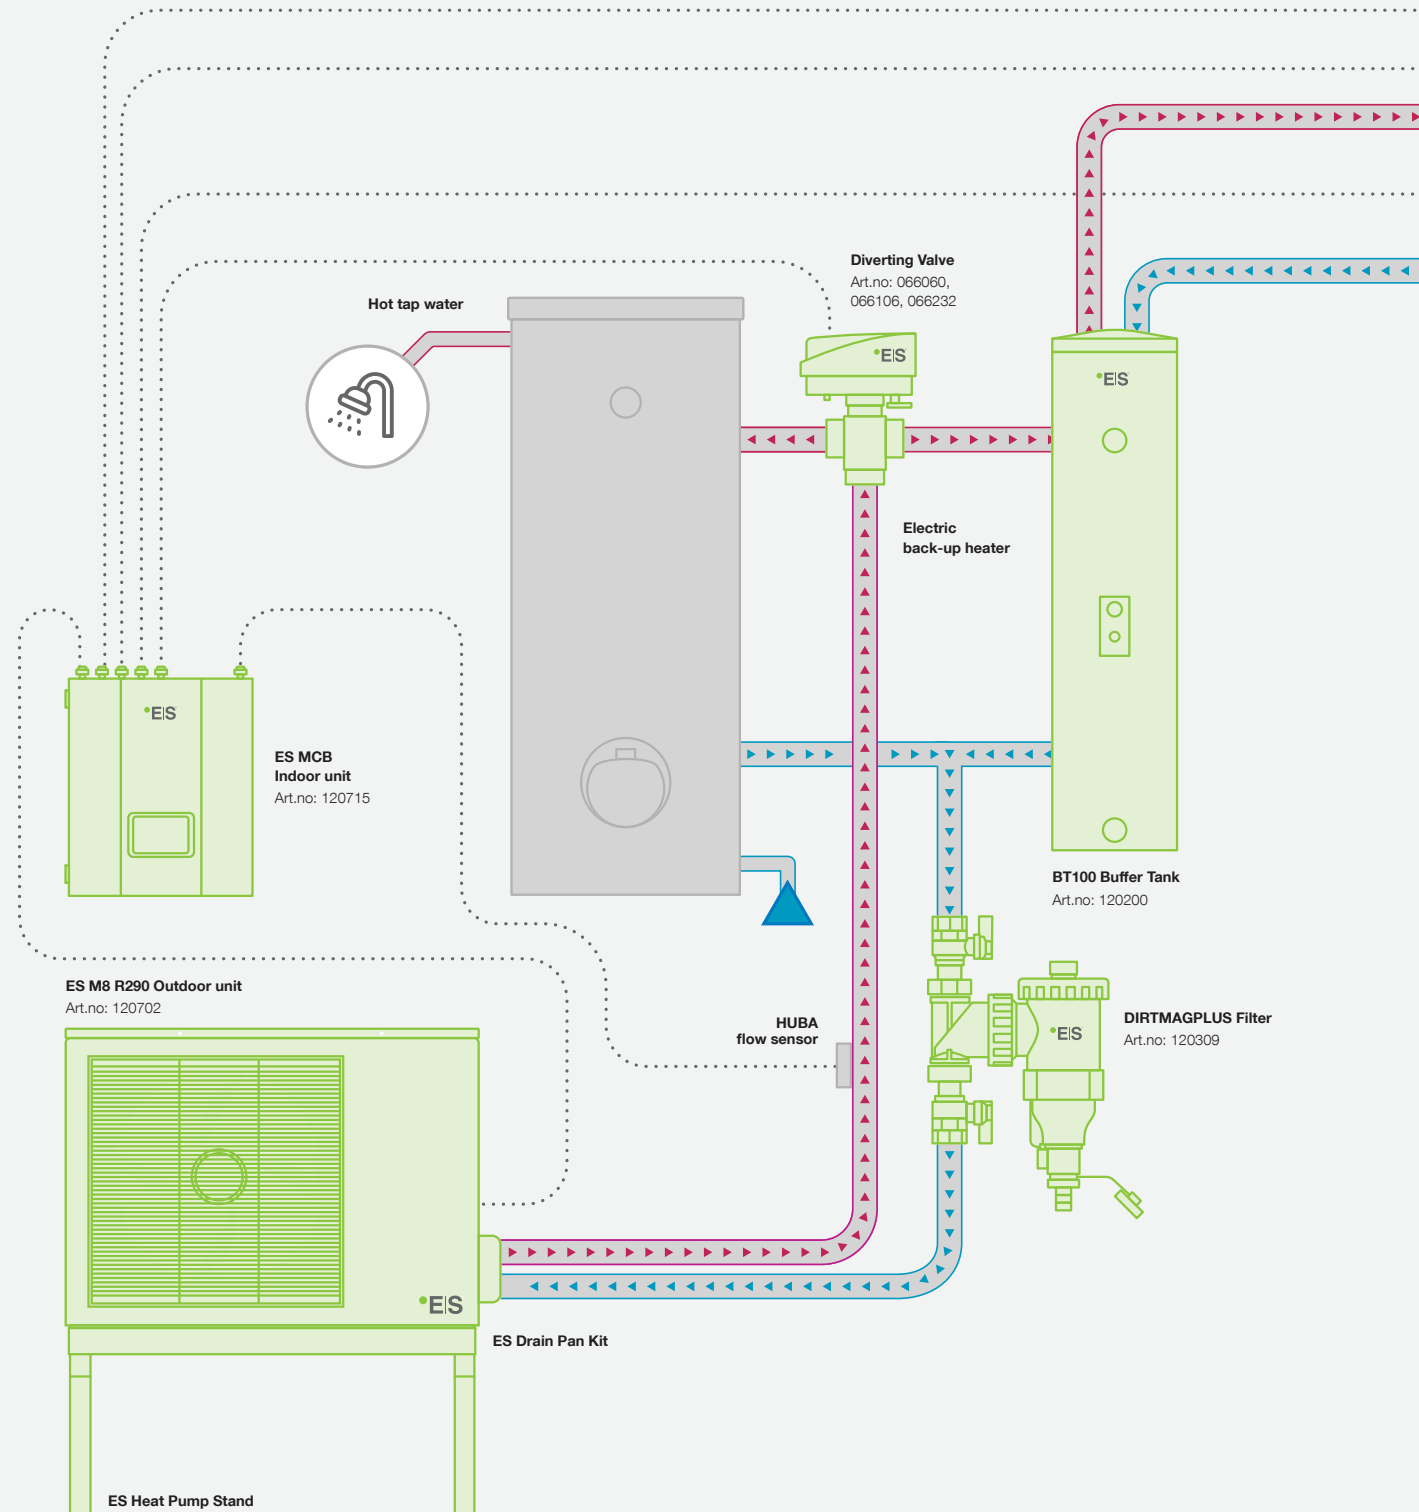 Diverting Valve
Art.no: 066060,
066106, 066232
Hot tap water
E|S
E|S
Electric
back-up heater
E|S
ES MCB
Indoor unit
Art.no: 120715
BT100 Buffer Tank
Art.no: 120200
ES M8 R290 Outdoor unit
Art.no: 120702
HUBA
flow sensor
E|S
DIRTMAGPLUS Filter
Art.no: 120309
E|S
ES Drain Pan Kit
ES Heat Pump Stand